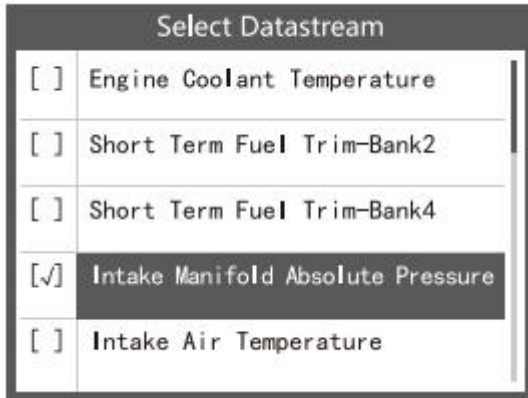 Select Datastream
[ ] Engine Coolant Temperature
[ ] Short Term Fuel Trim-Bank2
[ ] Short Term Fuel Trim-Bank4
[√] Intake Manifold Absolute Pressure
[ ] Intake Air Temperature